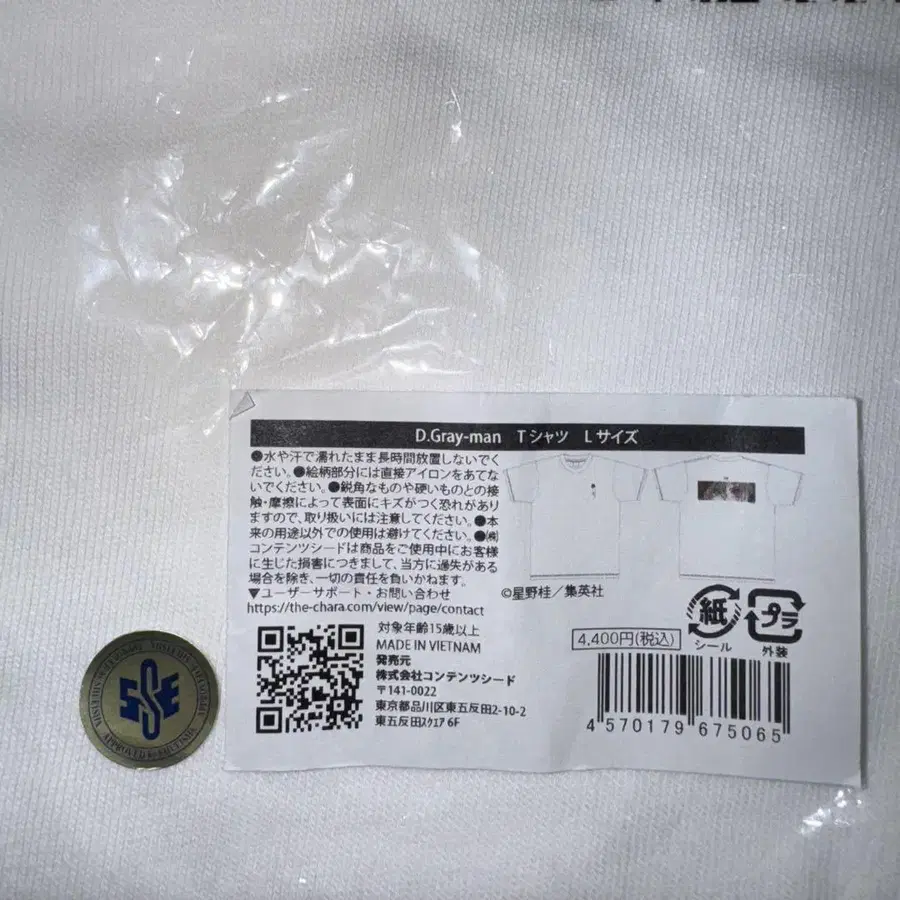 D.Gray-man Tシャツ Lサイズ
●水や汗で濡れたまま長時間放置しないでく
ださい。●絵柄部分には直接アイロンをあて
ないでください。●鋭角なものや硬いものとの接
触・摩擦によって表面にキズがつく恐れがあり
ますので、取り扱いには注意してください。●本
来の用途以外での使用は避けてください。●㈱
コンテンツシードは商品をご使用中にお客様
に生じた損害につきまして、当方に過失がある
場合を除き、一切の責任を負いかねます。
▼ユーザーサポート・お問い合わせ
https://the-chara.com/view/page/contact
©星野桂／集英社
対象年齢15歳以上
MADE IN VIETNAM
発売元
株式会社コンテンツシード
〒141-0022
東京都品川区東五反田2-10-2
東五反田ｽｸｴｱ 6F
4,400円(税込)
紙
シール
プラ
外装
4 570179 675065
SSE
APPROVED by SHUEISHA